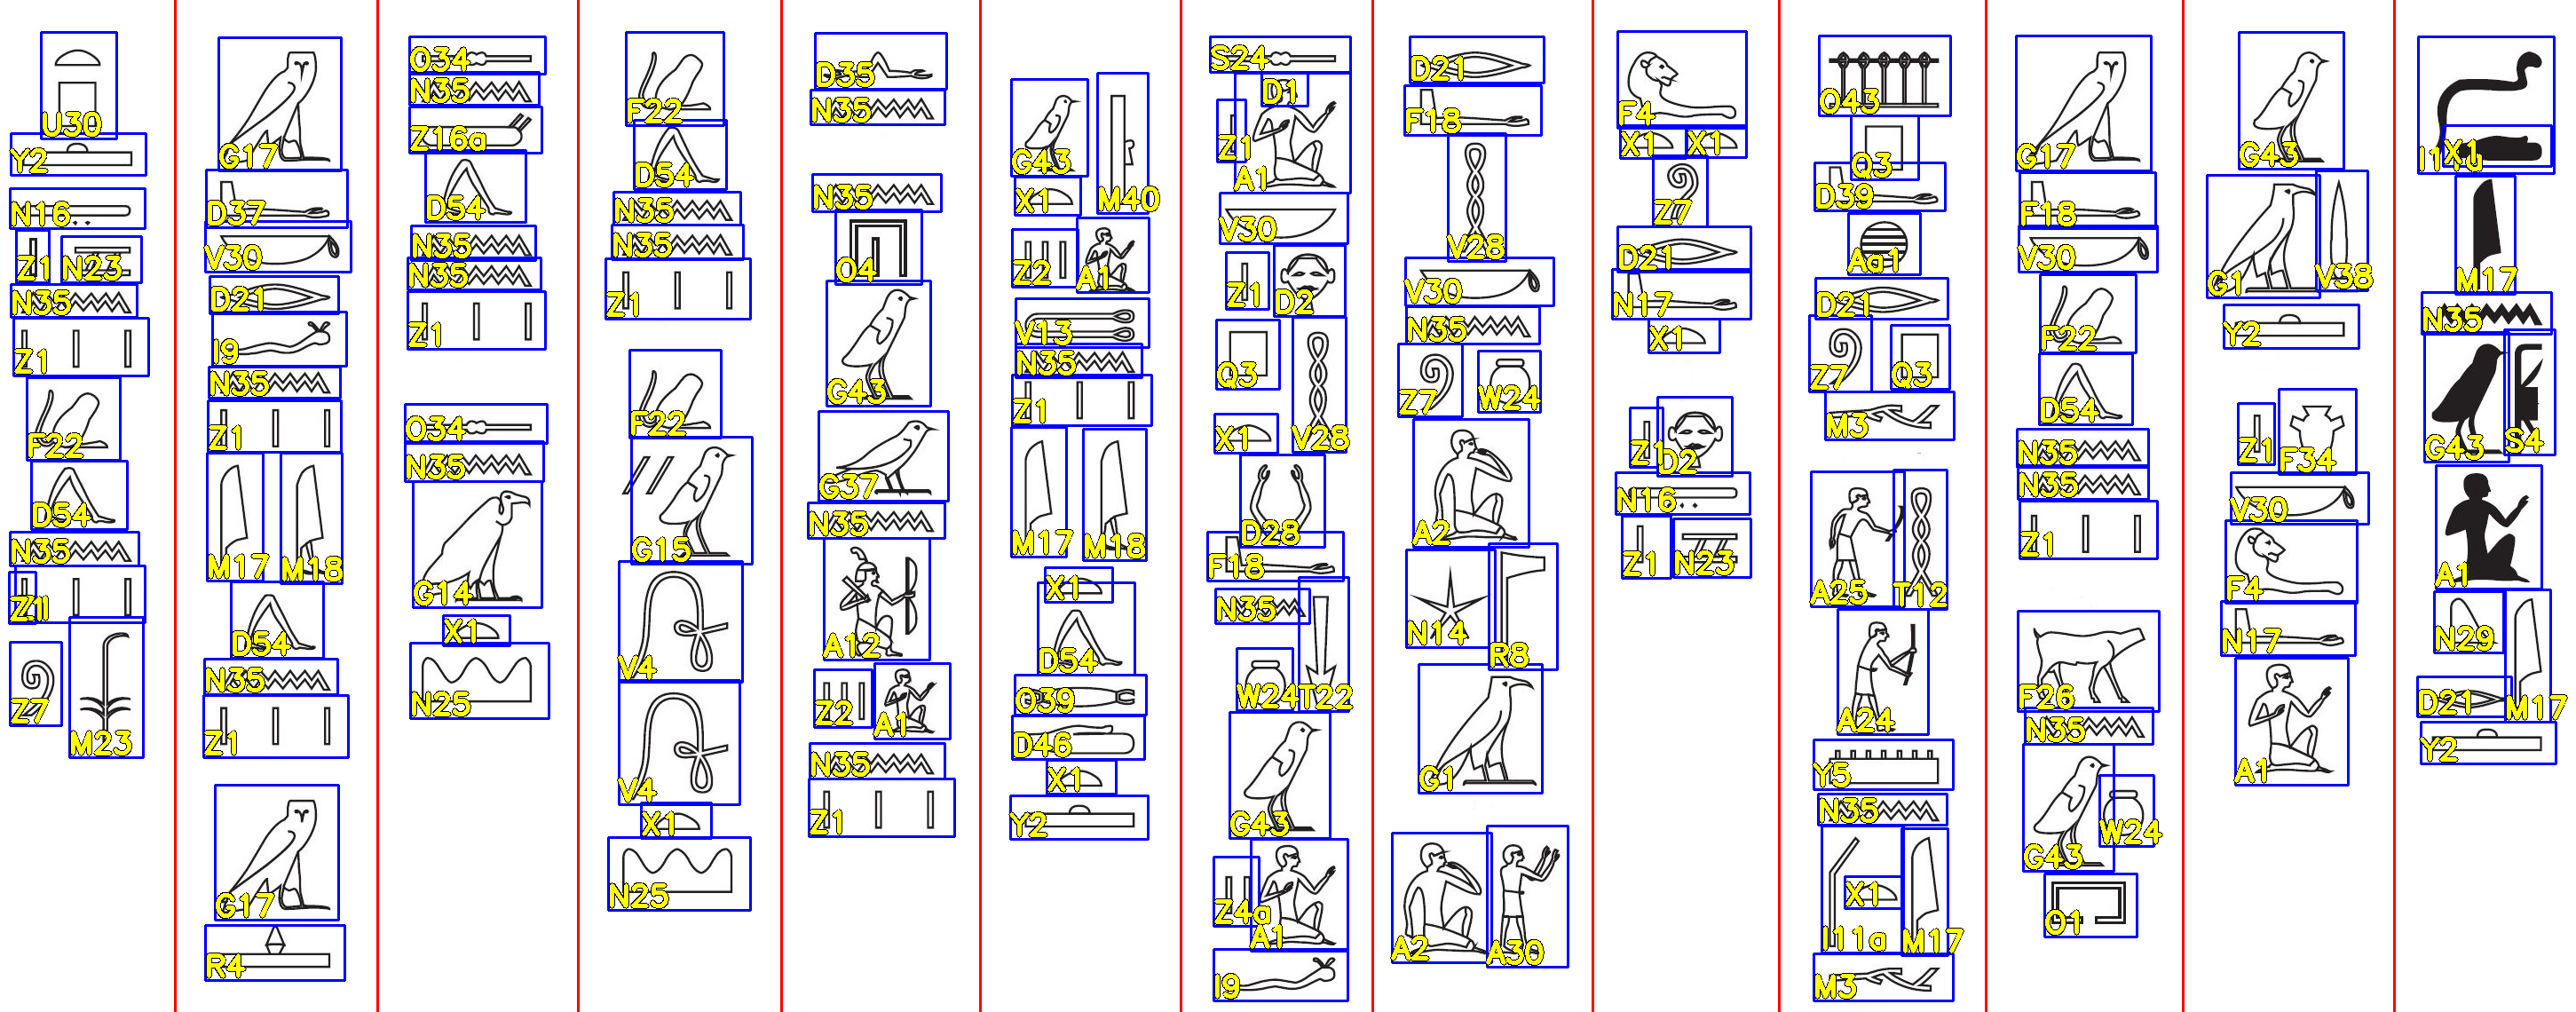 I10 X1 M17 N35 G43 S4 A1 N29 M17 D21 Y2
G43 G1 V38 Y2 Z1 F34 V30 F4 N17 A1
G17 F18 V30 F22 D54 N35 N35 Z1 F26 N35 G43 W24 O1
O43 Q3 D39 Aa1 D21 Z7 Q3 M3 A25 T12 A24 Y5 N35 I11a X1 M17 M3
F4 X1 X1 Z7 D21 N17 X1 Z1 D2 N16 Z1 N23
D21 F18 V28 V30 N35 Z7 W24 A2 N14 R8 G1 A2 A30
S24 D1 Z1 A1 V30 Z1 D2 Q3 V28 X1 D28 F18 N35 T22 W24 G43 Z4a A1 I9
G43 M40 X1 Z2 A1 V13 N35 Z1 M17 M18 X1 D54 O39 D46 X1 Y2
D35 N35 N35 O4 G43 G37 N35 A12 Z2 A1 N35 Z1
F22 D54 N35 N35 Z1 F22 G15 V4 V4 X1 N25
O34 N35 Z16a D54 N35 N35 Z1 O34 N35 G14 X1 N25
G17 D37 V30 D21 I9 N35 Z1 M17 M18 D54 N35 Z1 G17 R4
U30 Y2 N16 Z1 N23 N35 Z1 F22 D54 N35 Z1 Z1 Z7 M23